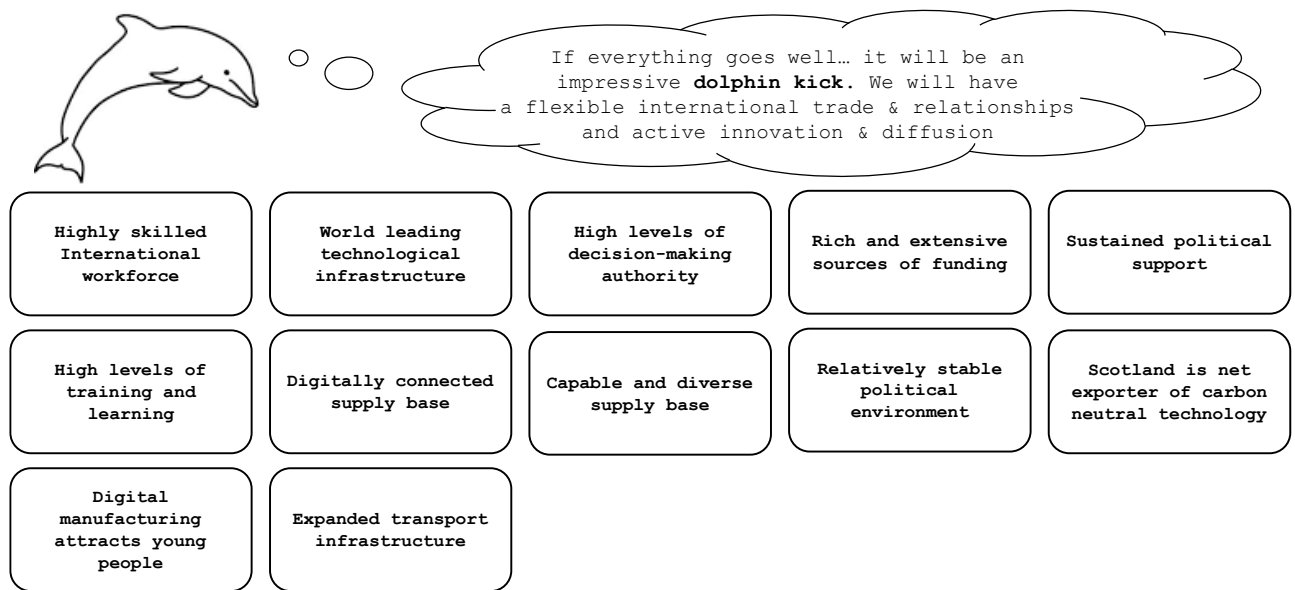 If everything goes well… it will be an
impressive dolphin kick. We will have
a flexible international trade & relationships
and active innovation & diffusion
Highly skilled
International
workforce
World leading
technological
infrastructure
High levels of
decision-making
authority
Rich and extensive
sources of funding
Sustained political
support
High levels of
training and
learning
Digitally connected
supply base
Capable and diverse
supply base
Relatively stable
political
environment
Scotland is net
exporter of carbon
neutral technology
Digital
manufacturing
attracts young
people
Expanded transport
infrastructure